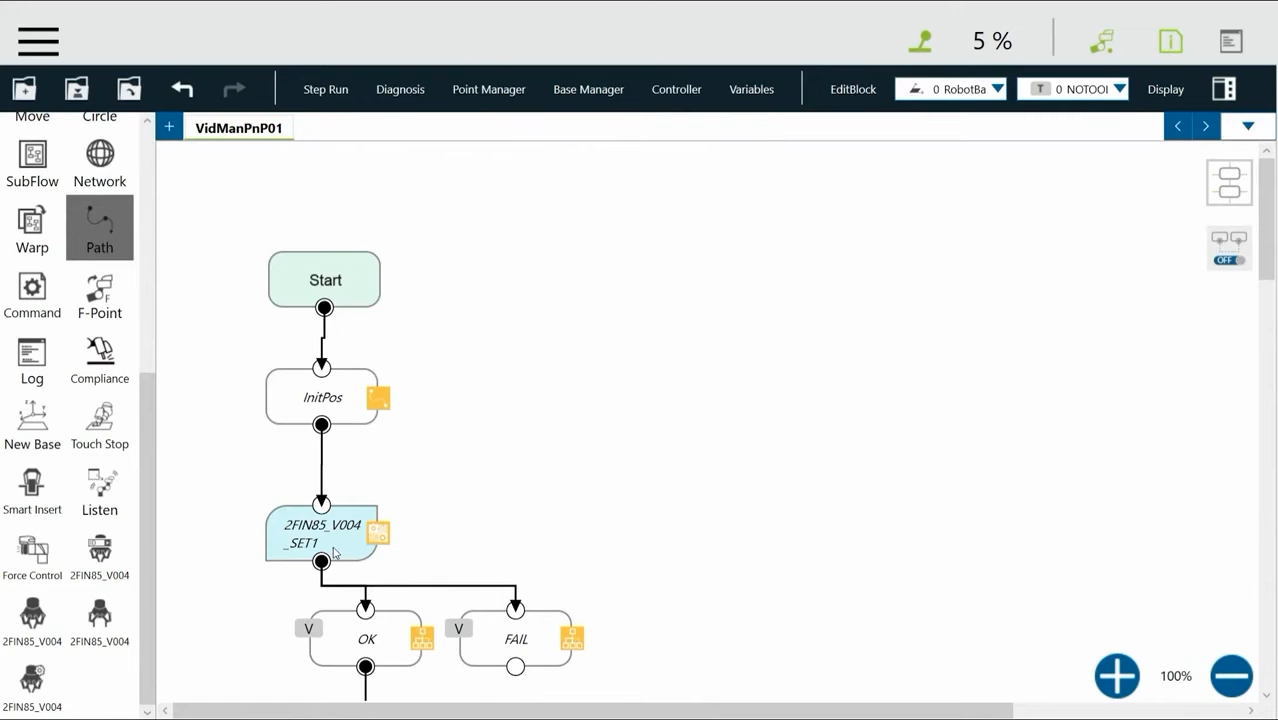 5 %
Step Run
Diagnosis
Point Manager
Base Manager
Controller
Variables
EditBlock
0 RobotBa
T
0 NOTOOI
Display
VidManPnP01
Move
Circle
SubFlow
Network
Warp
Path
Command
F
F-Point
Log
Compliance
New Base
Touch Stop
Smart Insert
Listen
Force Control
2FIN85_V004
2FIN85_V004
2FIN85_V004
2FIN85_V004
Start
InitPos
2FIN85_V004
_SET1
V
OK
V
FAIL
OFF
100%